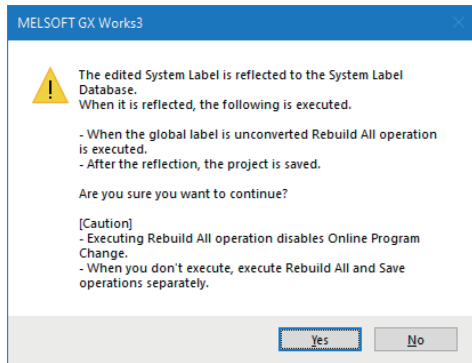 MELSOFT GX Works3
The edited System Label is reflected to the System Label
Database.
When it is reflected, the following is executed.
- When the global label is unconverted Rebuild All operation
is executed.
- After the reflection, the project is saved.
Are you sure you want to continue?
[Caution]
- Executing Rebuild All operation disables Online Program
Change.
- When you don't execute, execute Rebuild All and Save
operations separately.
Yes
No